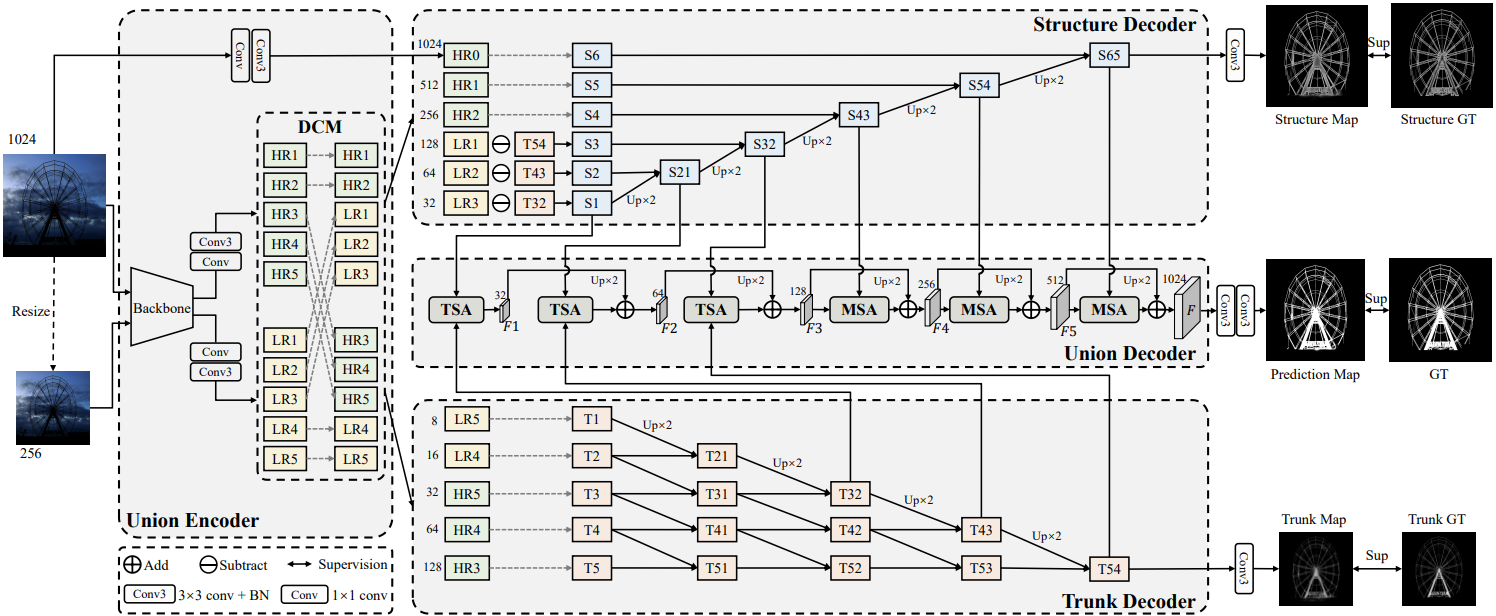 Structure Decoder
1024 HR0 S6 S65
512 HR1 S5 S54 Up×2
256 HR2 S4 S43 Up×2
128 LR1 T54 S3 S32 Up×2
64 LR2 T43 S2 S21 Up×2
32 LR3 T32 S1 Up×2
Conv Conv3
Conv3
Sup
Structure Map Structure GT
1024
Resize
256
Backbone
Conv3
Conv
Conv
Conv3
DCM
HR1 HR1
HR2 HR2
HR3 LR1
HR4 LR2
HR5 LR3
LR1 HR3
LR2 HR4
LR3 HR5
LR4 LR4
LR5 LR5
Union Encoder
Up×2 Up×2 Up×2 Up×2 Up×2 Up×2
32 64 128 256 512 1024
TSA TSA TSA MSA MSA MSA
F1 F2 F3 F4 F5 F
Union Decoder
Conv3 Conv3
Sup
Prediction Map GT
8 LR5 T1 Up×2
16 LR4 T2 T21 Up×2
32 HR5 T3 T31 T32 Up×2
64 HR4 T4 T41 T42 T43 Up×2
128 HR3 T5 T51 T52 T53 T54
Trunk Decoder
Conv3
Trunk Map Trunk GT
Sup
Add Subtract Supervision
Conv3 3×3 conv + BN Conv 1×1 conv